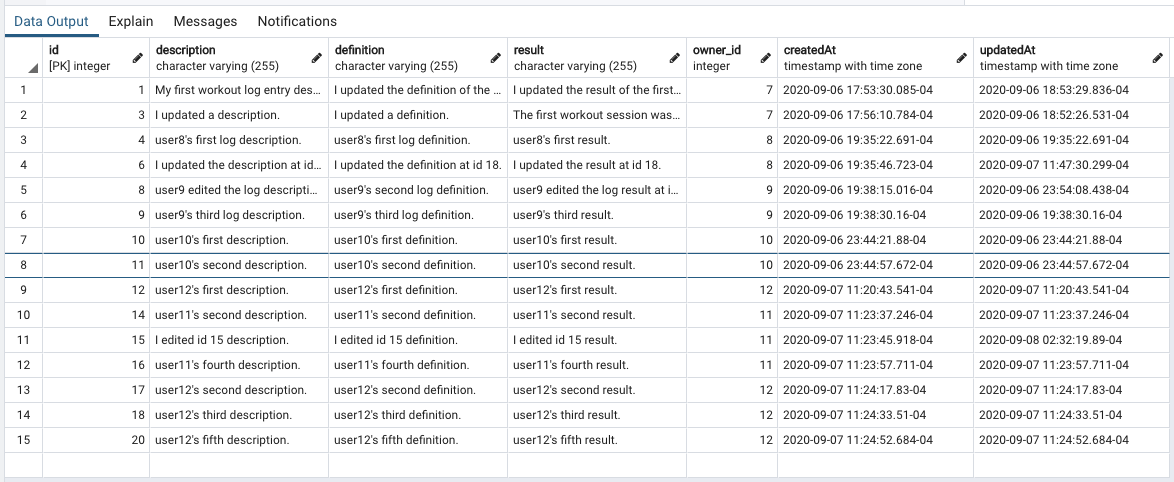 Data Output Explain Messages Notifications
id description definition result owner_id createdAt updatedAt
[PK] integer character varying (255) character varying (255) character varying (255) integer timestamp with time zone timestamp with time zone
1 1 My first workout log entry des... I updated the definition of the ... I updated the result of the first... 7 2020-09-06 17:53:30.085-04 2020-09-06 18:53:29.836-04
2 3 I updated a description. I updated a definition. The first workout session was... 7 2020-09-06 17:56:10.784-04 2020-09-06 18:52:26.531-04
3 4 user8's first log description. user8's first log definition. user8's first result. 8 2020-09-06 19:35:22.691-04 2020-09-06 19:35:22.691-04
4 6 I updated the description at id... I updated the definition at id 18. I updated the result at id 18. 8 2020-09-06 19:35:46.723-04 2020-09-07 11:47:30.299-04
5 8 user9 edited the log descripti... user9's second log definition. user9 edited the log result at i... 9 2020-09-06 19:38:15.016-04 2020-09-06 23:54:08.438-04
6 9 user9's third log description. user9's third log definition. user9's third result. 9 2020-09-06 19:38:30.16-04 2020-09-06 19:38:30.16-04
7 10 user10's first description. user10's first definition. user10's first result. 10 2020-09-06 23:44:21.88-04 2020-09-06 23:44:21.88-04
8 11 user10's second description. user10's second definition. user10's second result. 10 2020-09-06 23:44:57.672-04 2020-09-06 23:44:57.672-04
9 12 user12's first description. user12's first definition. user12's first result. 12 2020-09-07 11:20:43.541-04 2020-09-07 11:20:43.541-04
10 14 user11's second description. user11's second definition. user11's second result. 11 2020-09-07 11:23:37.246-04 2020-09-07 11:23:37.246-04
11 15 I edited id 15 description. I edited id 15 definition. I edited id 15 result. 11 2020-09-07 11:23:45.918-04 2020-09-08 02:32:19.89-04
12 16 user11's fourth description. user11's fourth definition. user11's fourth result. 11 2020-09-07 11:23:57.711-04 2020-09-07 11:23:57.711-04
13 17 user12's second description. user12's second definition. user12's second result. 12 2020-09-07 11:24:17.83-04 2020-09-07 11:24:17.83-04
14 18 user12's third description. user12's third definition. user12's third result. 12 2020-09-07 11:24:33.51-04 2020-09-07 11:24:33.51-04
15 20 user12's fifth description. user12's fifth definition. user12's fifth result. 12 2020-09-07 11:24:52.684-04 2020-09-07 11:24:52.684-04